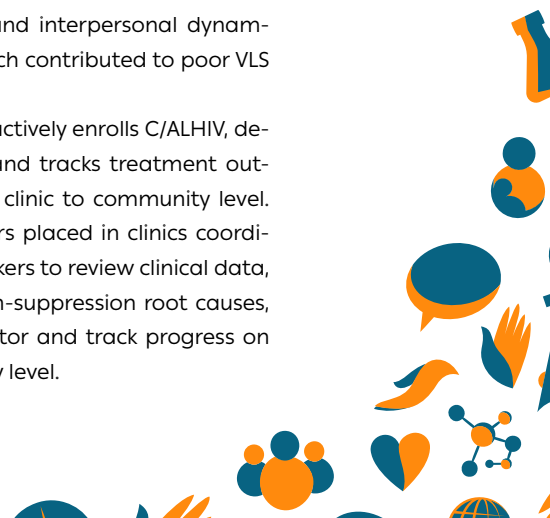 and interpersonal dynam-
ch contributed to poor VLS
actively enrolls C/ALHIV, de-
and tracks treatment out-
clinic to community level.
rs placed in clinics coordi-
kers to review clinical data,
n-suppression root causes,
tor and track progress on
level.